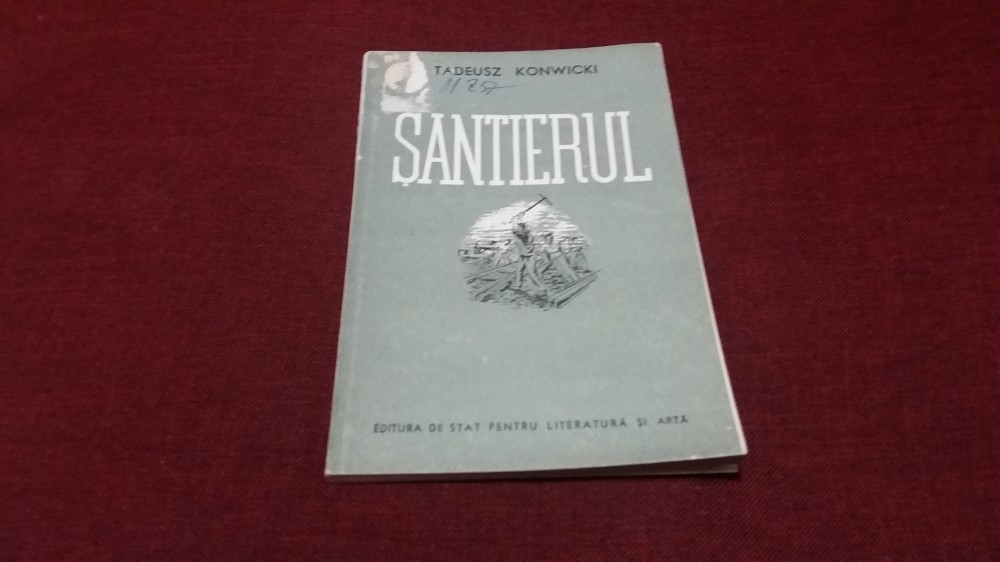 TADEUSZ KONWICKI
ȘANTIERUL
EDITURA DE STAT PENTRU LITERATURĂ ȘI ARTĂ